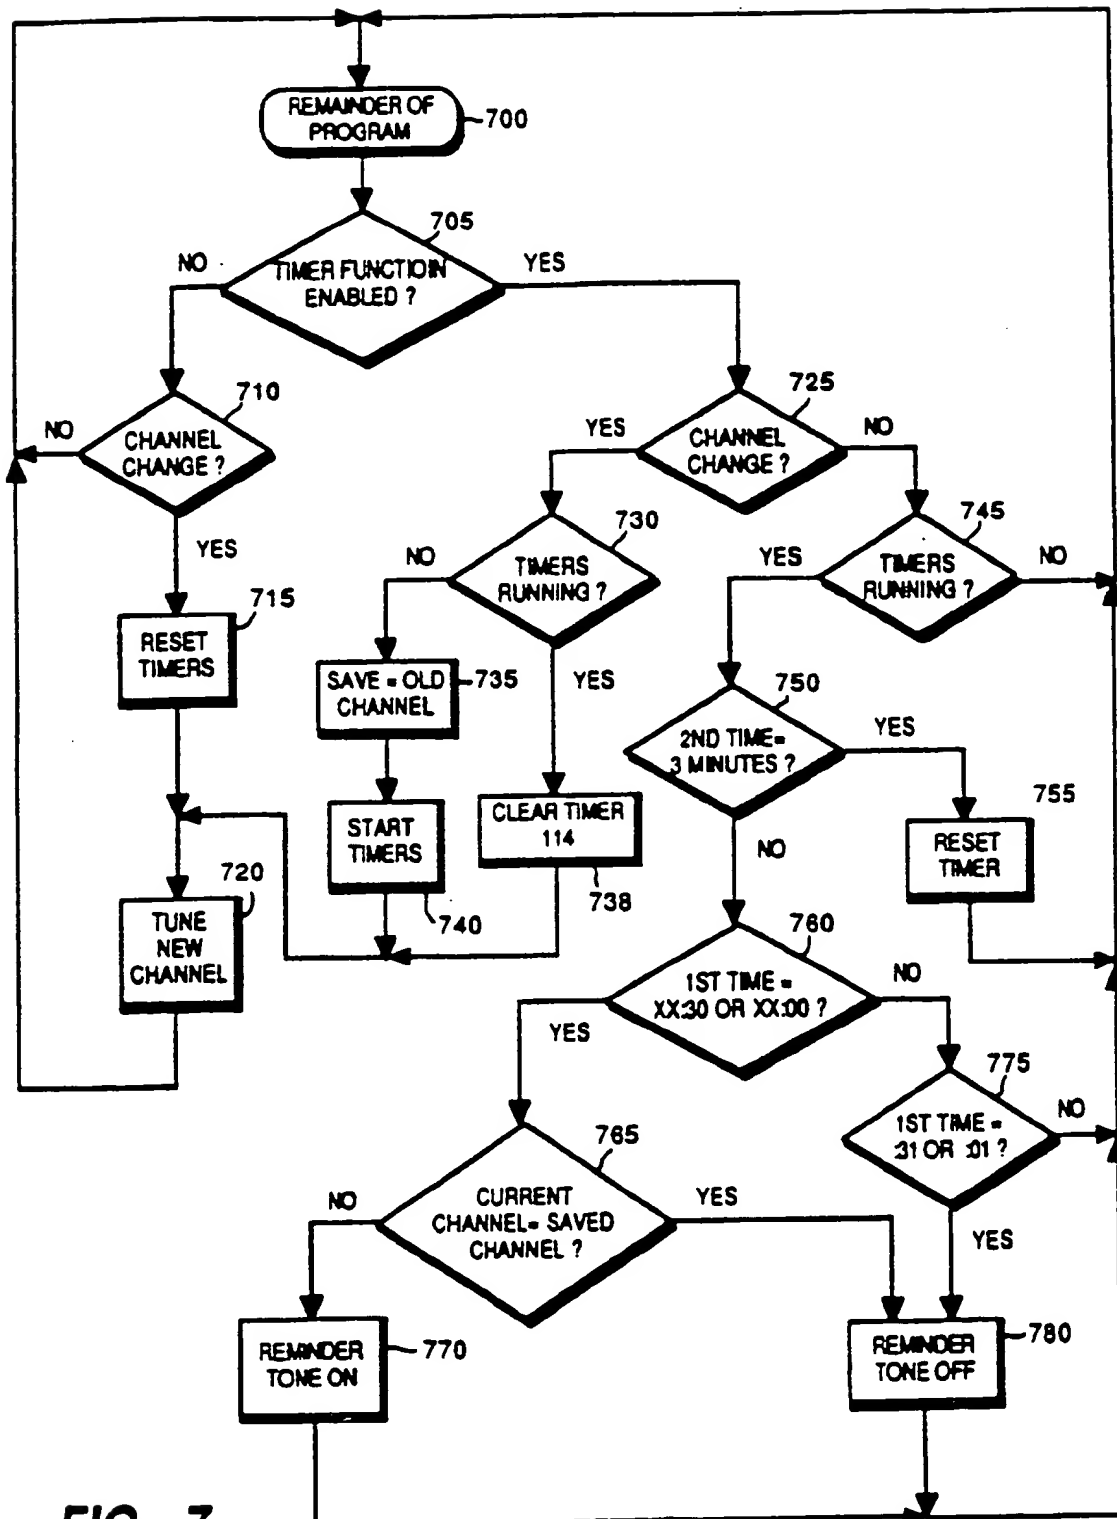 REMAINDER OF
PROGRAM
700
705
NO
TIMER FUNCTION
ENABLED ?
YES
710
NO
CHANNEL
CHANGE ?
YES
725
YES
CHANNEL
CHANGE ?
NO
730
NO
TIMERS
RUNNING ?
YES
745
YES
TIMERS
RUNNING ?
NO
715
RESET
TIMERS
SAVE = OLD
CHANNEL
735
750
2ND TIME=
3 MINUTES ?
YES
NO
755
RESET
TIMER
START
TIMERS
740
CLEAR TIMER
114
738
720
TUNE
NEW
CHANNEL
760
1ST TIME =
XX:30 OR XX:00 ?
YES
NO
775
1ST TIME =
:31 OR :01 ?
NO
YES
765
NO
CURRENT
CHANNEL= SAVED
CHANNEL ?
YES
REMINDER
TONE ON
770
REMINDER
TONE OFF
780
FIG. 7